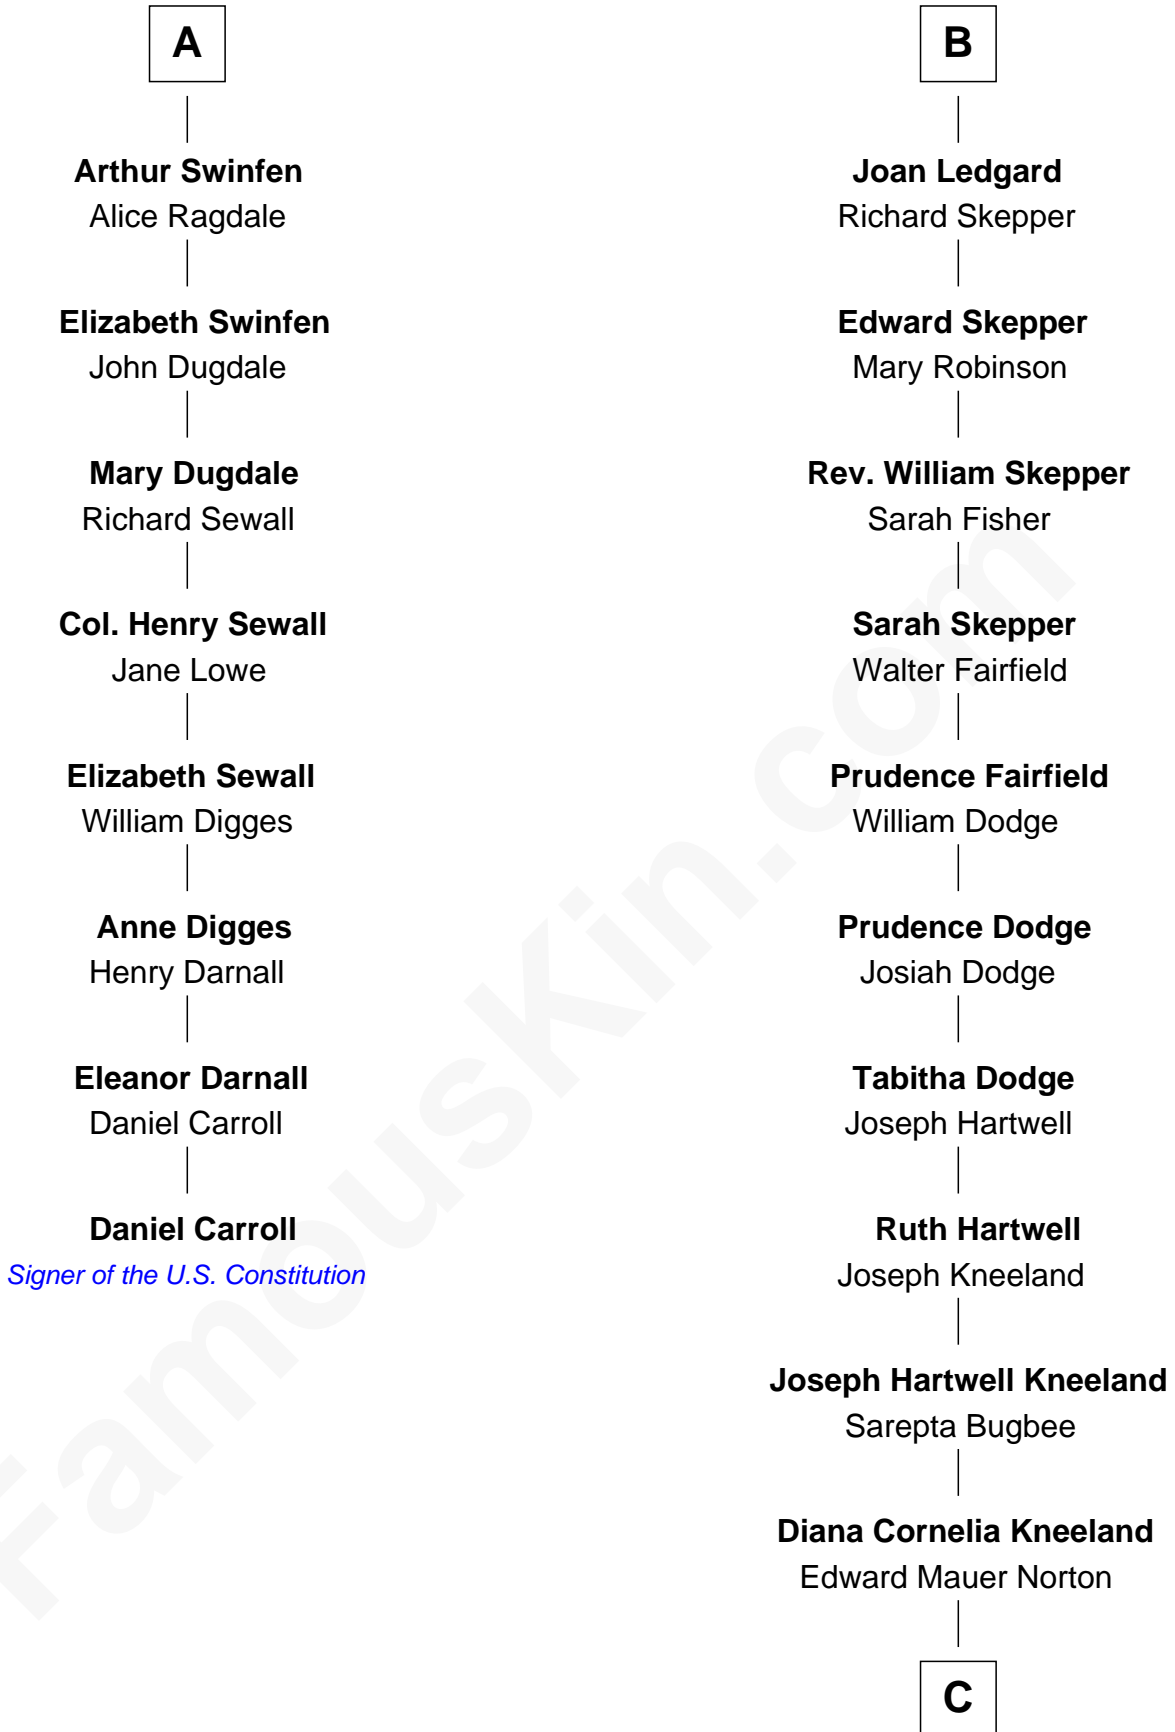 A
Arthur Swinfen
Alice Ragdale
Elizabeth Swinfen
John Dugdale
Mary Dugdale
Richard Sewall
Col. Henry Sewall
Jane Lowe
Elizabeth Sewall
William Digges
Anne Digges
Henry Darnall
Eleanor Darnall
Daniel Carroll
Daniel Carroll
Signer of the U.S. Constitution
B
Joan Ledgard
Richard Skepper
Edward Skepper
Mary Robinson
Rev. William Skepper
Sarah Fisher
Sarah Skepper
Walter Fairfield
Prudence Fairfield
William Dodge
Prudence Dodge
Josiah Dodge
Tabitha Dodge
Joseph Hartwell
Ruth Hartwell
Joseph Kneeland
Joseph Hartwell Kneeland
Sarepta Bugbee
Diana Cornelia Kneeland
Edward Mauer Norton
C
FamousKin.com